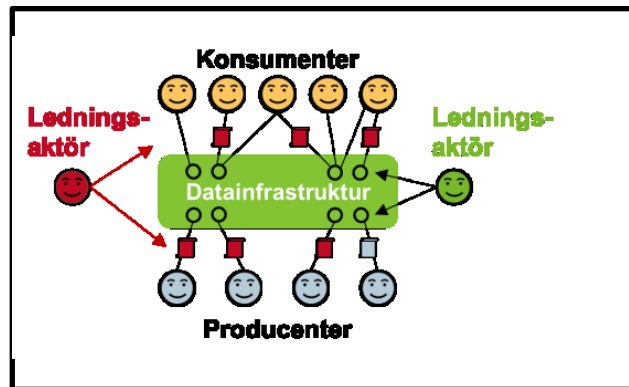 Konsumenter
Lednings-
aktör
Lednings-
aktör
Datainfrastruktur
Producenter